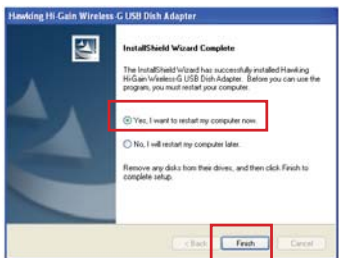 Hawking Hi-Gain Wireless-G USB Dish Adapter
InstallShield Wizard Complete
The InstallShield Wizard has successfully installed Hawking
Hi-Gain Wireless-G USB Dish Adapter. Before you can use the
program, you must restart your computer.
Yes, I want to restart my computer now.
No, I will restart my computer later.
Remove any disks from their drives, and then click Finish to
complete setup.
< Back
Finish
Cancel